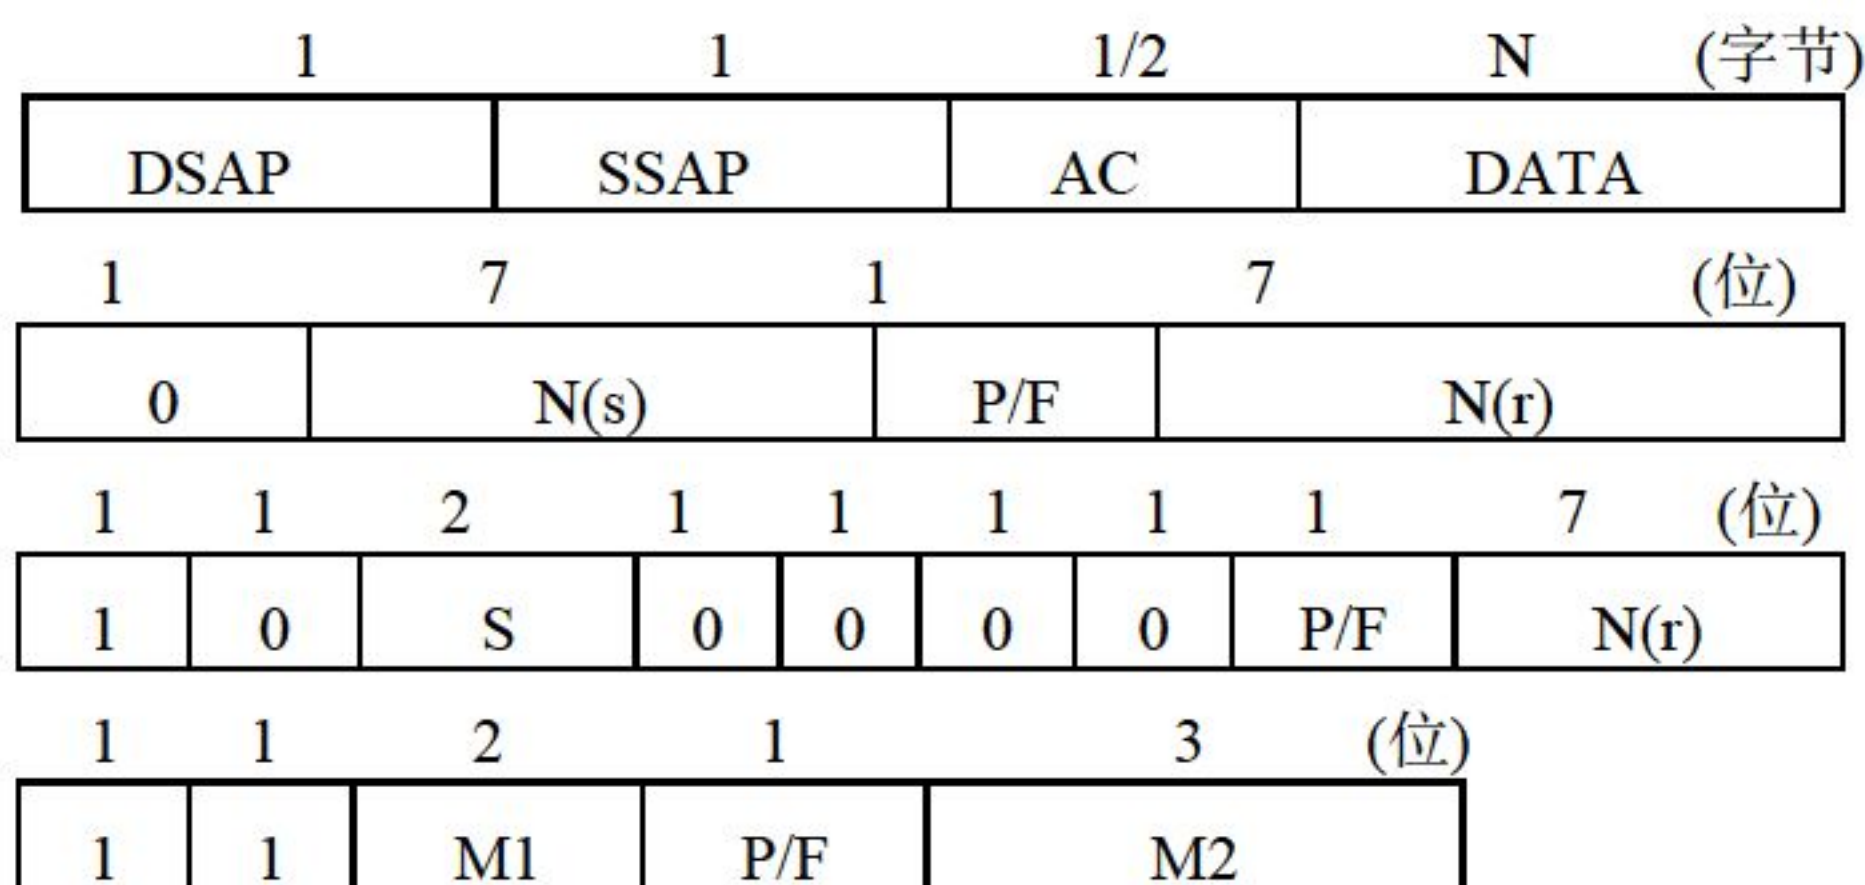 1 1 1/2 N (字节)
DSAP SSAP AC DATA
1 7 1 7 (位)
0 N(s) P/F N(r)
1 1 2 1 1 1 1 1 7 (位)
1 0 S 0 0 0 0 P/F N(r)
1 1 2 1 3 (位)
1 1 M1 P/F M2